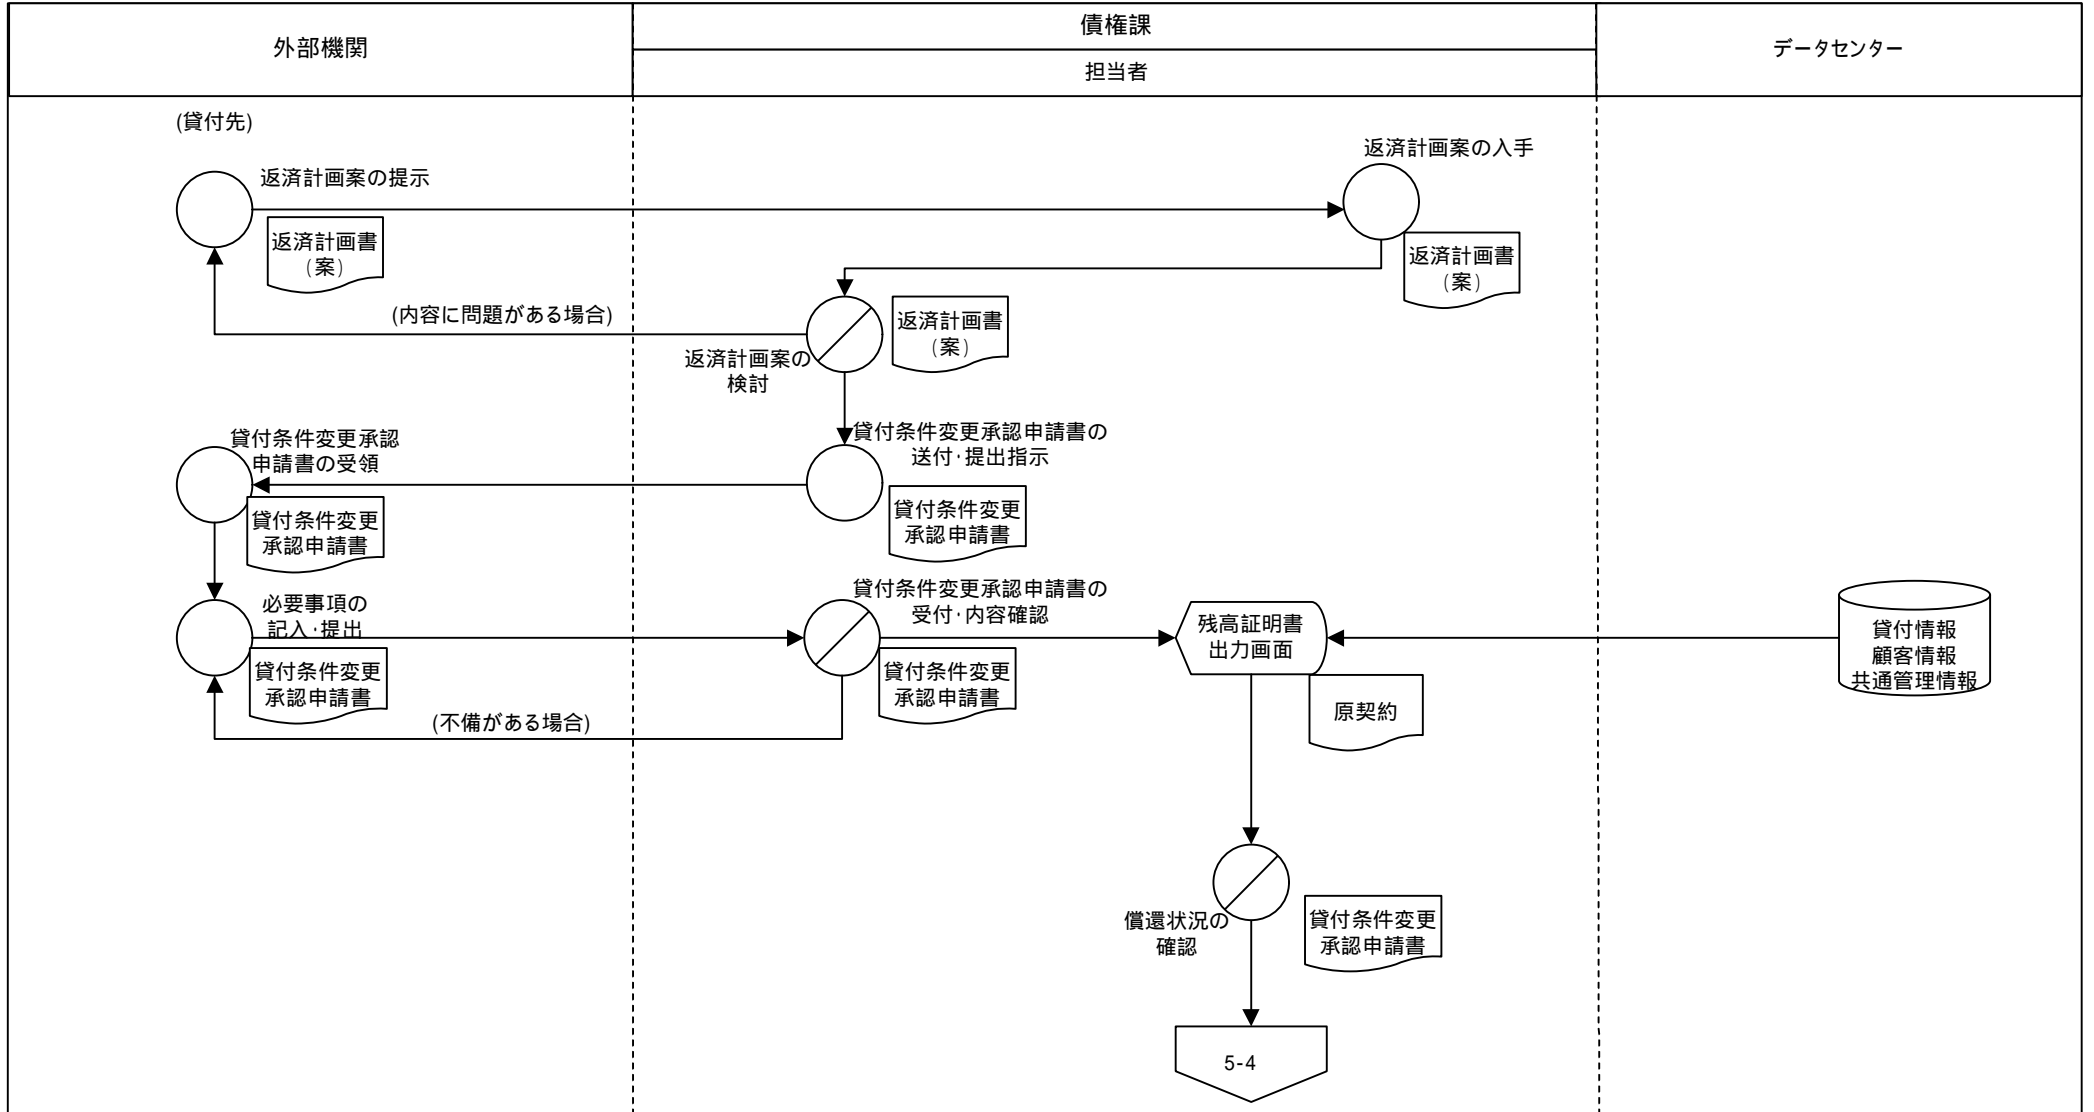 外部機関
債権課
担当者
データセンター
(貸付先)
返済計画案の提示
返済計画書
(案)
返済計画案の入手
返済計画書
(案)
(内容に問題がある場合)
返済計画案の
検討
返済計画書
(案)
貸付条件変更承認
申請書の受領
貸付条件変更
承認申請書
貸付条件変更承認申請書の
送付・提出指示
貸付条件変更
承認申請書
必要事項の
記入・提出
貸付条件変更
承認申請書
(不備がある場合)
貸付条件変更承認申請書の
受付・内容確認
貸付条件変更
承認申請書
残高証明書
出力画面
原契約
貸付情報
顧客情報
共通管理情報
償還状況の
確認
貸付条件変更
承認申請書
5-4